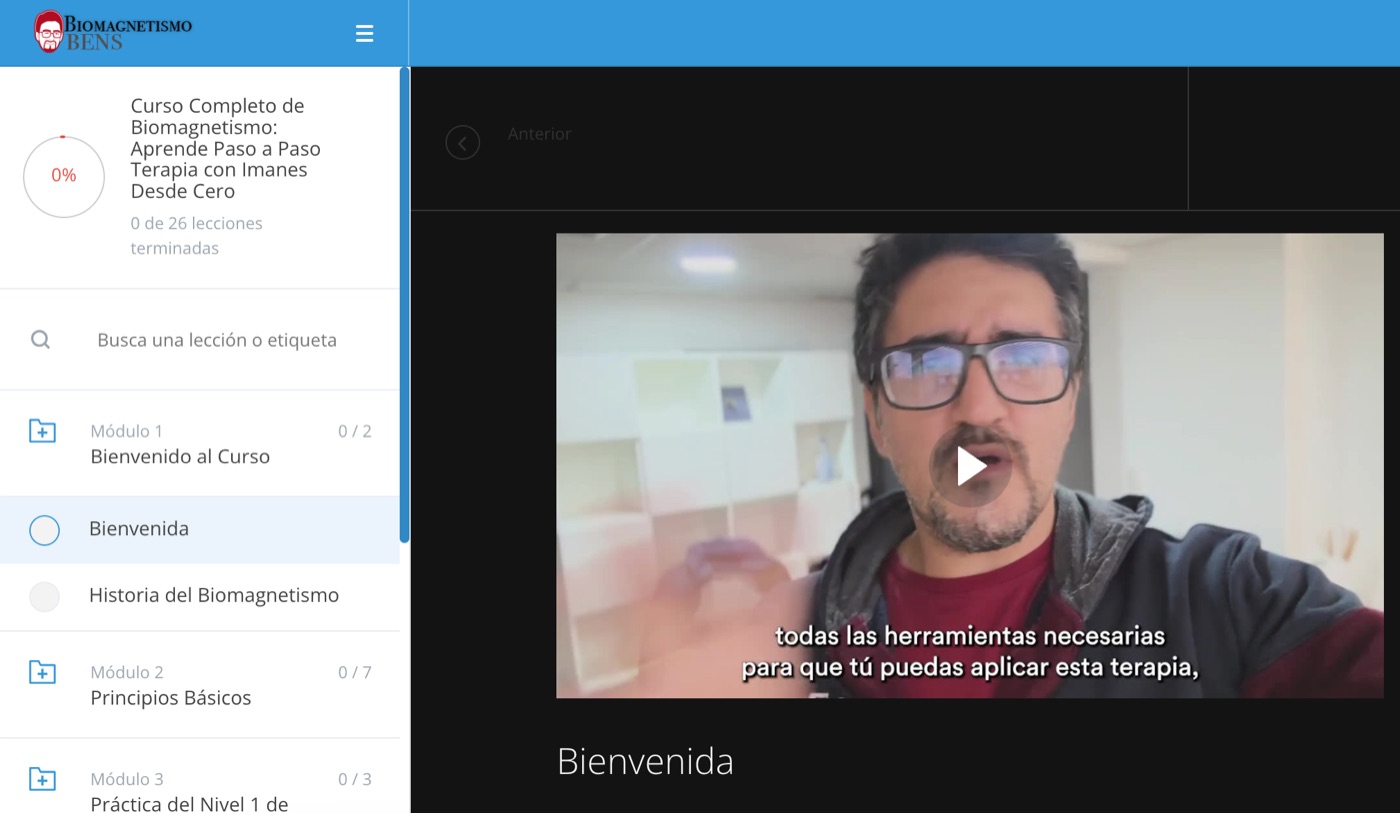 BIOMAGNETISMO
BENS
Curso Completo de
Biomagnetismo:
Aprende Paso a Paso
Terapia con Imanes
Desde Cero
0%
0 de 26 lecciones
terminadas
Busca una lección o etiqueta
Módulo 1 0 / 2
Bienvenido al Curso
Bienvenida
Historia del Biomagnetismo
Módulo 2 0 / 7
Principios Básicos
Módulo 3 0 / 3
Práctica del Nivel 1 de
Anterior
todas las herramientas necesarias
para que tú puedas aplicar esta terapia,
Bienvenida